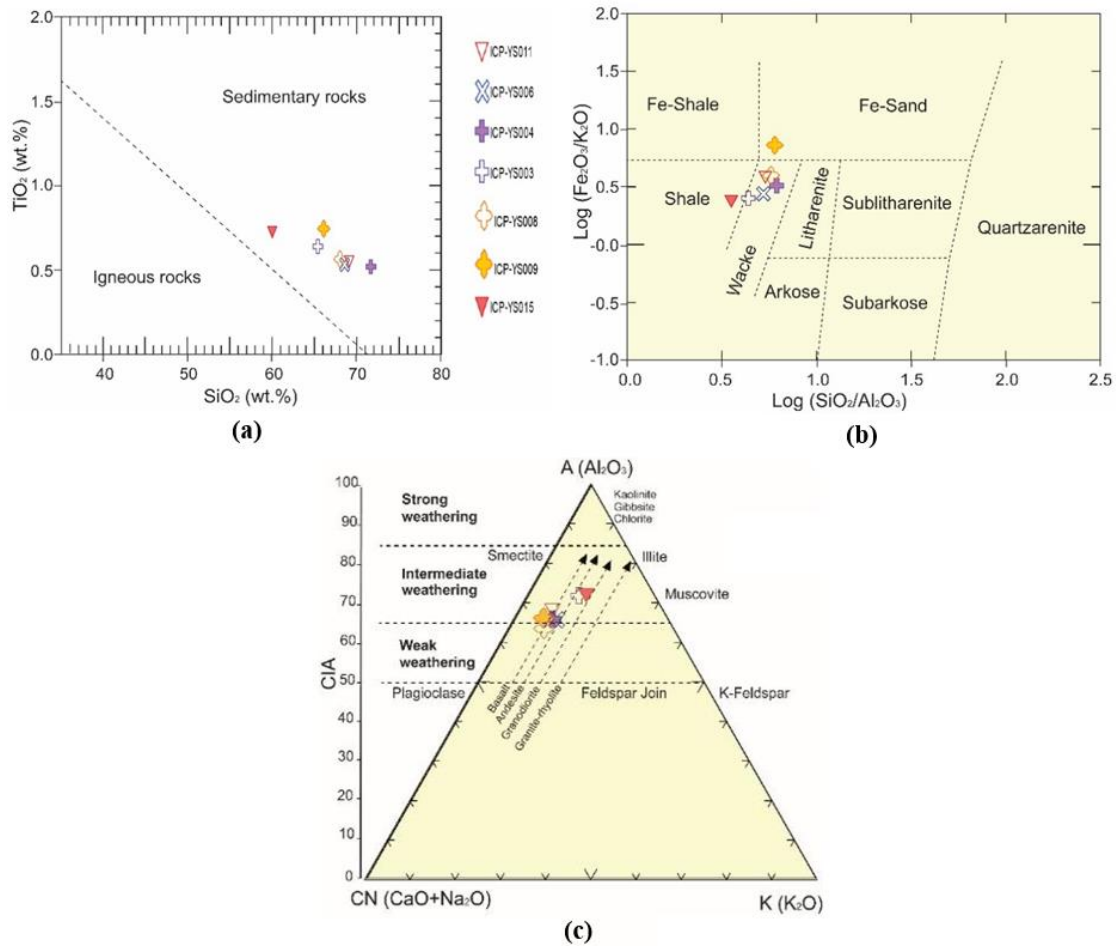 2.0
1.5
1.0
0.5
0.0
TiO₂ (wt.%)
Sedimentary rocks
Igneous rocks
40 50 60 70 80
SiO₂ (wt.%)
(a)
ICP-YS011
ICP-YS006
ICP-YS004
ICP-YS003
ICP-YS008
ICP-YS009
ICP-YS015
2.0
1.5
1.0
0.5
-0.0
-0.5
-1.0
Log (Fe₂O₃/K₂O)
Fe-Shale
Fe-Sand
Shale
Wacke
Litharenite
Sublitharenite
Arkose
Subarkose
Quartzarenite
0.0 0.5 1.0 1.5 2.0 2.5
Log (SiO₂/Al₂O₃)
(b)
A (Al₂O₃)
100
90
80
70
60
50
40
30
20
10
0
CIA
Strong
weathering
Kaolinite
Gibbsite
Chlorite
Smectite
Illite
Intermediate
weathering
Muscovite
Weak
weathering
Plagioclase
Basalt
Andesite
Granodiorite
Granite-rhyolite
Feldspar Join
K-Feldspar
CN (CaO+Na₂O)
K (K₂O)
(c)